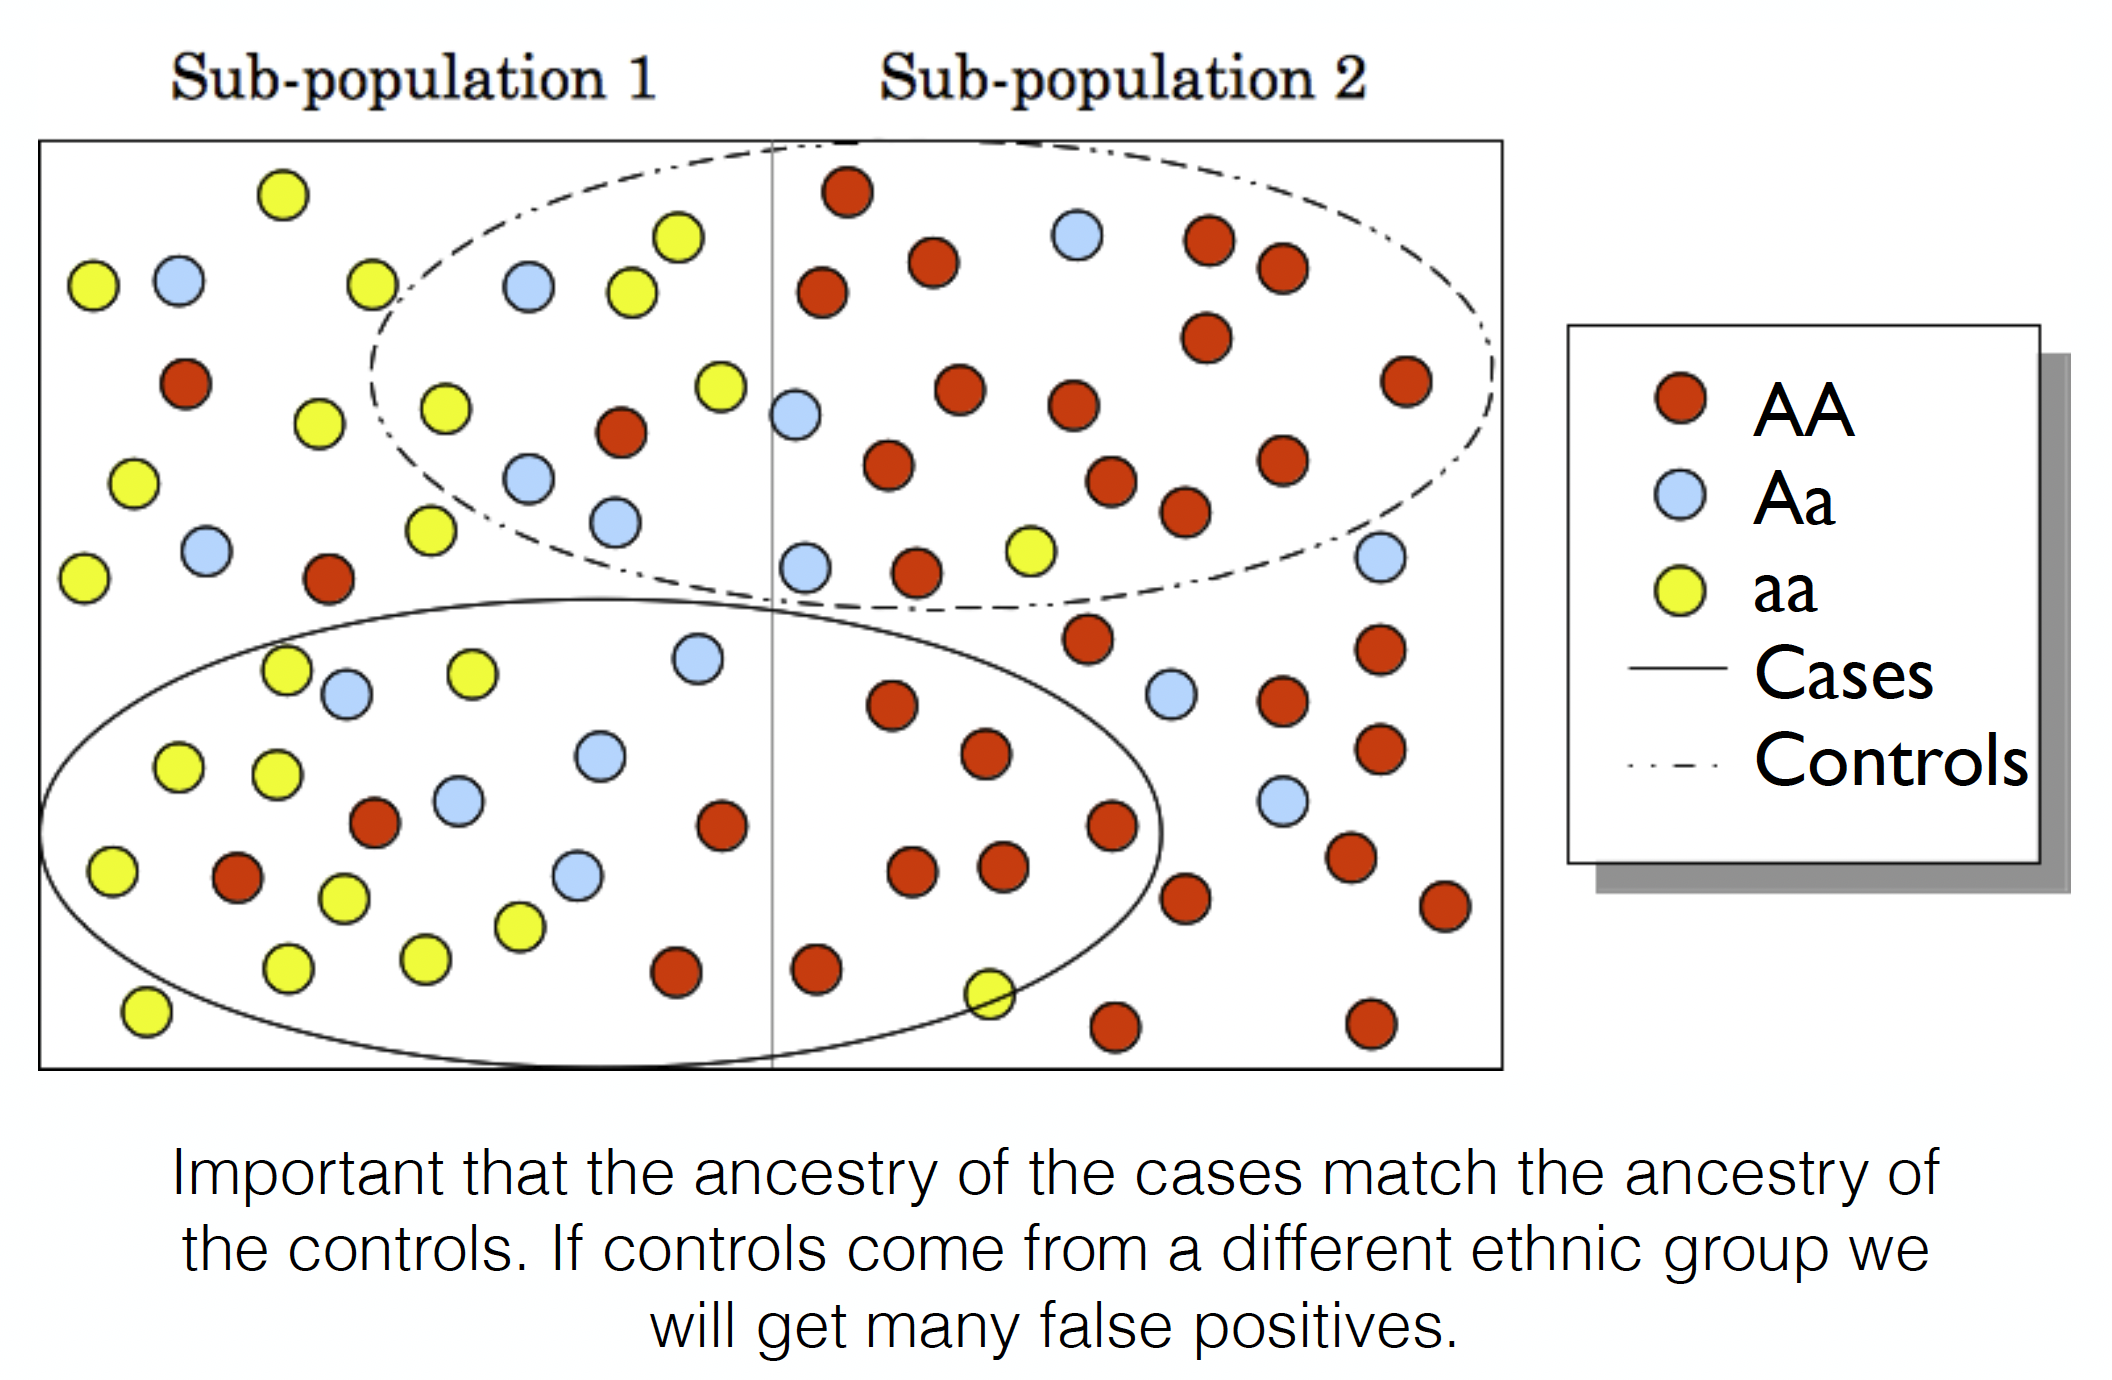 Sub-population 1
Sub-population 2
AA
Aa
aa
Cases
Controls
Important that the ancestry of the cases match the ancestry of
the controls. If controls come from a different ethnic group we
will get many false positives.